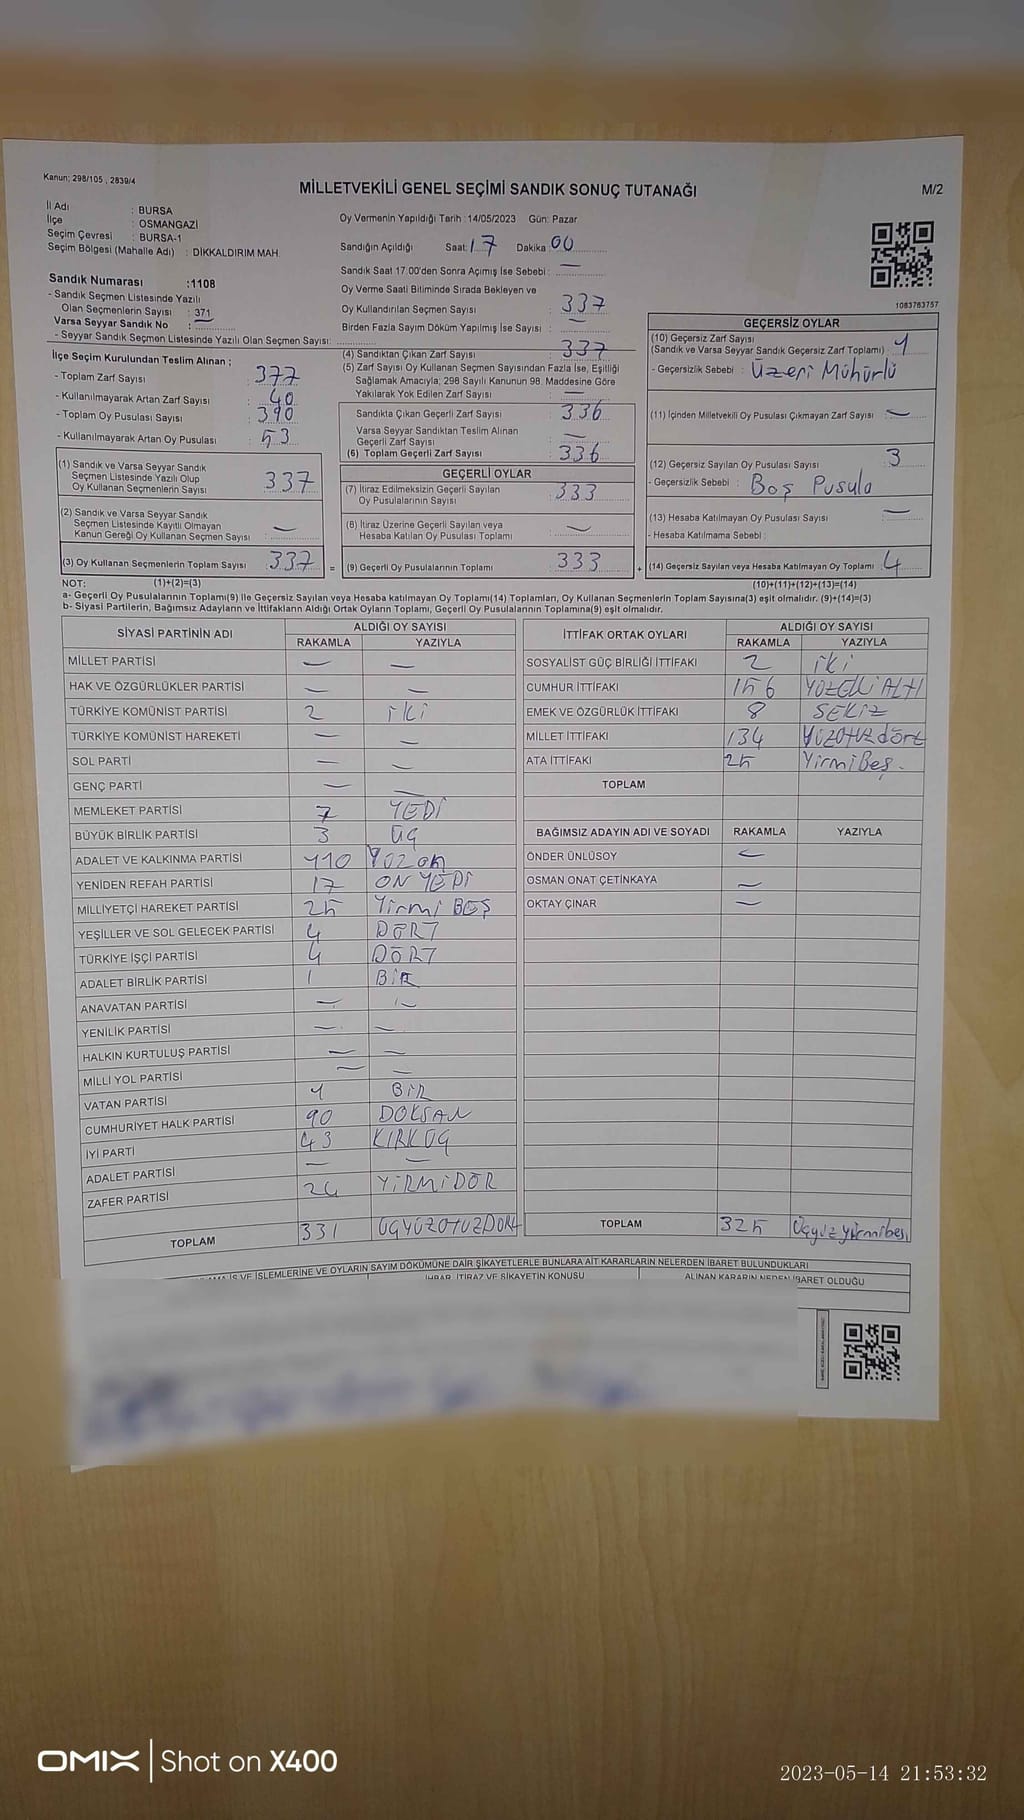 Kanun; 298/105 , 2839/4
MİLLETVEKİLİ GENEL SEÇİMİ SANDIK SONUÇ TUTANAĞI
M/2
İl Adı : BURSA
İlçe : OSMANGAZİ
Seçim Çevresi : BURSA-1
Seçim Bölgesi (Mahalle Adı) : DİKKALDIRIM MAH.
Oy Vermenin Yapıldığı Tarih :14/05/2023 Gün: Pazar
Sandığın Açıldığı Saat: 17 Dakika 00
Sandık Saat 17.00'den Sonra Açımış İse Sebebi : —
Sandık Numarası :1108
- Sandık Seçmen Listesinde Yazılı
Olan Seçmenlerin Sayısı : 371
Varsa Seyyar Sandık No :
- Seyyar Sandık Seçmen Listesinde Yazılı Olan Seçmen Sayısı:
Oy Verme Saati Bitiminde Sırada Bekleyen ve
Oy Kullandırılan Seçmen Sayısı : 337
Birden Fazla Sayım Döküm Yapılmış İse Sayısı : —
1083763757
İlçe Seçim Kurulundan Teslim Alınan ;
- Toplam Zarf Sayısı : 377
- Kullanılmayarak Artan Zarf Sayısı : 40
- Toplam Oy Pusulası Sayısı : 390
- Kullanılmayarak Artan Oy Pusulası : 53
(4) Sandıktan Çıkan Zarf Sayısı : 337
(5) Zarf Sayısı Oy Kullanan Seçmen Sayısından Fazla İse, Eşitliği
Sağlamak Amacıyla; 298 Sayılı Kanunun 98. Maddesine Göre
Yakılarak Yok Edilen Zarf Sayısı : —
Sandıkta Çıkan Geçerli Zarf Sayısı : 336
Varsa Seyyar Sandıktan Teslim Alınan
Geçerli Zarf Sayısı : —
(6) Toplam Geçerli Zarf Sayısı : 336
GEÇERSİZ OYLAR
(10) Geçersiz Zarf Sayısı
(Sandık ve Varsa Seyyar Sandık Geçersiz Zarf Toplamı) : 1
- Geçersizlik Sebebi : Üzeri Mühürlü
(11) İçinden Milletvekili Oy Pusulası Çıkmayan Zarf Sayısı : —
(12) Geçersiz Sayılan Oy Pusulası Sayısı : 3
- Geçersizlik Sebebi : Boş Pusula
(13) Hesaba Katılmayan Oy Pusulası Sayısı —
- Hesaba Katılmama Sebebi :
(14) Geçersiz Sayılan veya Hesaba Katılmayan Oy Toplamı : 4
(1) Sandık ve Varsa Seyyar Sandık
Seçmen Listesinde Yazılı Olup
Oy Kullanan Seçmenlerin Sayısı : 337
(2) Sandık ve Varsa Seyyar Sandık
Seçmen Listesinde Kayıtlı Olmayan
Kanun Gereği Oy Kullanan Seçmen Sayısı : —
(3) Oy Kullanan Seçmenlerin Toplam Sayısı : 337
GEÇERLİ OYLAR
(7) İtiraz Edilmeksizin Geçerli Sayılan
Oy Pusulalarının Sayısı : 333
(8) İtiraz Üzerine Geçerli Sayılan veya
Hesaba Katılan Oy Pusulası Toplamı : —
(9) Geçerli Oy Pusulalarının Toplamı : 333
NOT: (1)+(2)=(3)
(10)+(11)+(12)+(13)=(14)
a- Geçerli Oy Pusulalarının Toplamı(9) İle Geçersiz Sayılan veya Hesaba katılmayan Oy Toplamı(14) Toplamları, Oy Kullanan Seçmenlerin Toplam Sayısına(3) eşit olmalıdır. (9)+(14)=(3)
b- Siyasi Partilerin, Bağımsız Adayların ve İttifakların Aldığı Ortak Oyların Toplamı, Geçerli Oy Pusulalarının Toplamına(9) eşit olmalıdır.
SİYASİ PARTİNİN ADI ALDIĞI OY SAYISI
RAKAMLA YAZIYLA
MİLLET PARTİSİ — —
HAK VE ÖZGÜRLÜKLER PARTİSİ — —
TÜRKİYE KOMÜNİST PARTİSİ 2 iki
TÜRKİYE KOMÜNİST HAREKETİ — —
SOL PARTİ — —
GENÇ PARTİ — —
MEMLEKET PARTİSİ 7 YEDİ
BÜYÜK BİRLİK PARTİSİ 3 ÜÇ
ADALET VE KALKINMA PARTİSİ 110 YÜZ on
YENİDEN REFAH PARTİSİ 17 ON YEDİ
MİLLİYETÇİ HAREKET PARTİSİ 25 Yirmi BEŞ
YEŞİLLER VE SOL GELECEK PARTİSİ 4 DÖRT
TÜRKİYE İŞÇİ PARTİSİ 4 DÖRT
ADALET BİRLİK PARTİSİ 1 BİR
ANAVATAN PARTİSİ — —
YENİLİK PARTİSİ — —
HALKIN KURTULUŞ PARTİSİ — —
MİLLİ YOL PARTİSİ — —
VATAN PARTİSİ 1 BİR
CUMHURİYET HALK PARTİSİ 90 DOKSAN
İYİ PARTİ 43 KIRKÜÇ
ADALET PARTİSİ — —
ZAFER PARTİSİ 24 YİRMİDÖR
TOPLAM 331 ÜÇYÜZOTUZDÖRT
İTTİFAK ORTAK OYLARI ALDIĞI OY SAYISI
RAKAMLA YAZIYLA
SOSYALİST GÜÇ BİRLİĞİ İTTİFAKI 2 iki
CUMHUR İTTİFAKI 156 YÜZELLİ ALTI
EMEK VE ÖZGÜRLÜK İTTİFAKI 8 SEKİZ
MİLLET İTTİFAKI 134 Yüzotuzdört
ATA İTTİFAKI 25 Yirmi Beş.
TOPLAM
BAĞIMSIZ ADAYIN ADI VE SOYADI RAKAMLA YAZIYLA
ÖNDER ÜNLÜSOY —
OSMAN ONAT ÇETİNKAYA —
OKTAY ÇINAR —
TOPLAM 325 Üçyüz yirmibeş
İŞ VE İŞLEMLERİNE VE OYLARIN SAYIM DÖKÜMÜNE DAİR ŞİKAYETLERLE BUNLARA AİT KARARLARIN NELERDEN İBARET BULUNDUKLARI
İHBAR, İTİRAZ VE ŞİKAYETİN KONUSU ALINAN KARARIN NEDEN İBARET OLDUĞU
OMIX | Shot on X400
2023-05-14 21:53:32